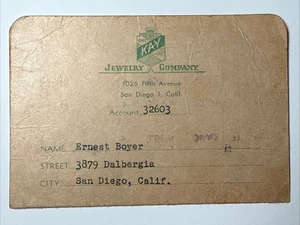 KAY
JEWELRY COMPANY
1026 Fifth Avenue
San Diego 1, Calif.
Account 32603
NAME Ernest Boyer
STREET 3879 Dalbergia
CITY San Diego, Calif.